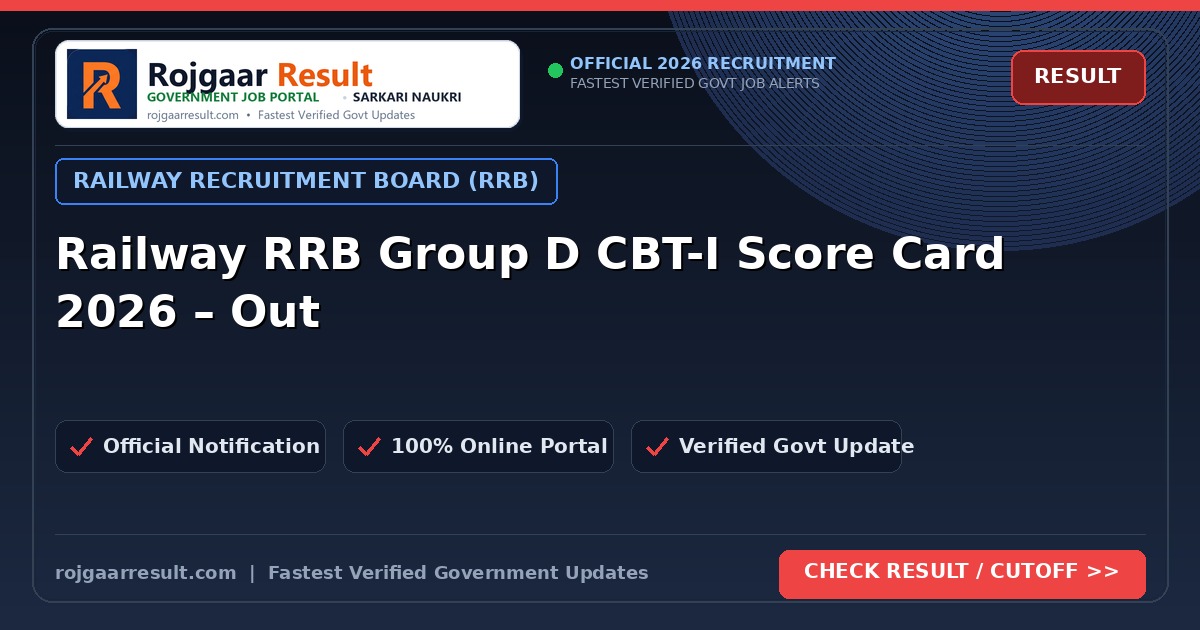 Rojgaar Result
GOVERNMENT JOB PORTAL • SARKARI NAUKRI
rojgaarresult.com • Fastest Verified Govt Updates
OFFICIAL 2026 RECRUITMENT
FASTEST VERIFIED GOVT JOB ALERTS
RESULT
RAILWAY RECRUITMENT BOARD (RRB)
Railway RRB Group D CBT-I Score Card
2026 – Out
Official Notification
100% Online Portal
Verified Govt Update
rojgaarresult.com | Fastest Verified Government Updates
CHECK RESULT / CUTOFF >>